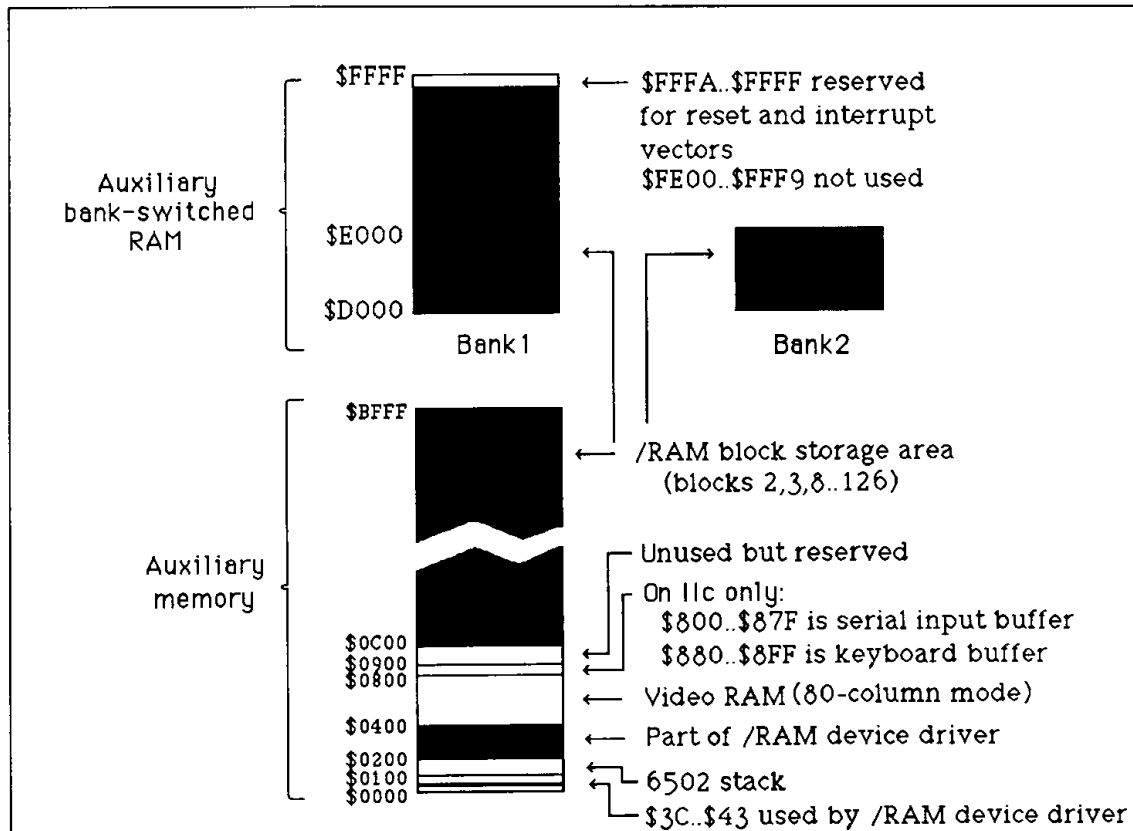 $FFFF
$FFFA..$FFFF reserved
for reset and interrupt
vectors
$FE00..$FFF9 not used
Auxiliary
bank-switched
RAM
$E000
$D000
Bank1
Bank2
$BFFF
/RAM block storage area
(blocks 2,3,8..126)
Auxiliary
memory
Unused but reserved
On IIc only:
$800..$87F is serial input buffer
$880..$8FF is keyboard buffer
$0C00
$0900
$0800
Video RAM (80-column mode)
$0400
Part of /RAM device driver
$0200
$0100
$0000
6502 stack
$3C..$43 used by /RAM device driver